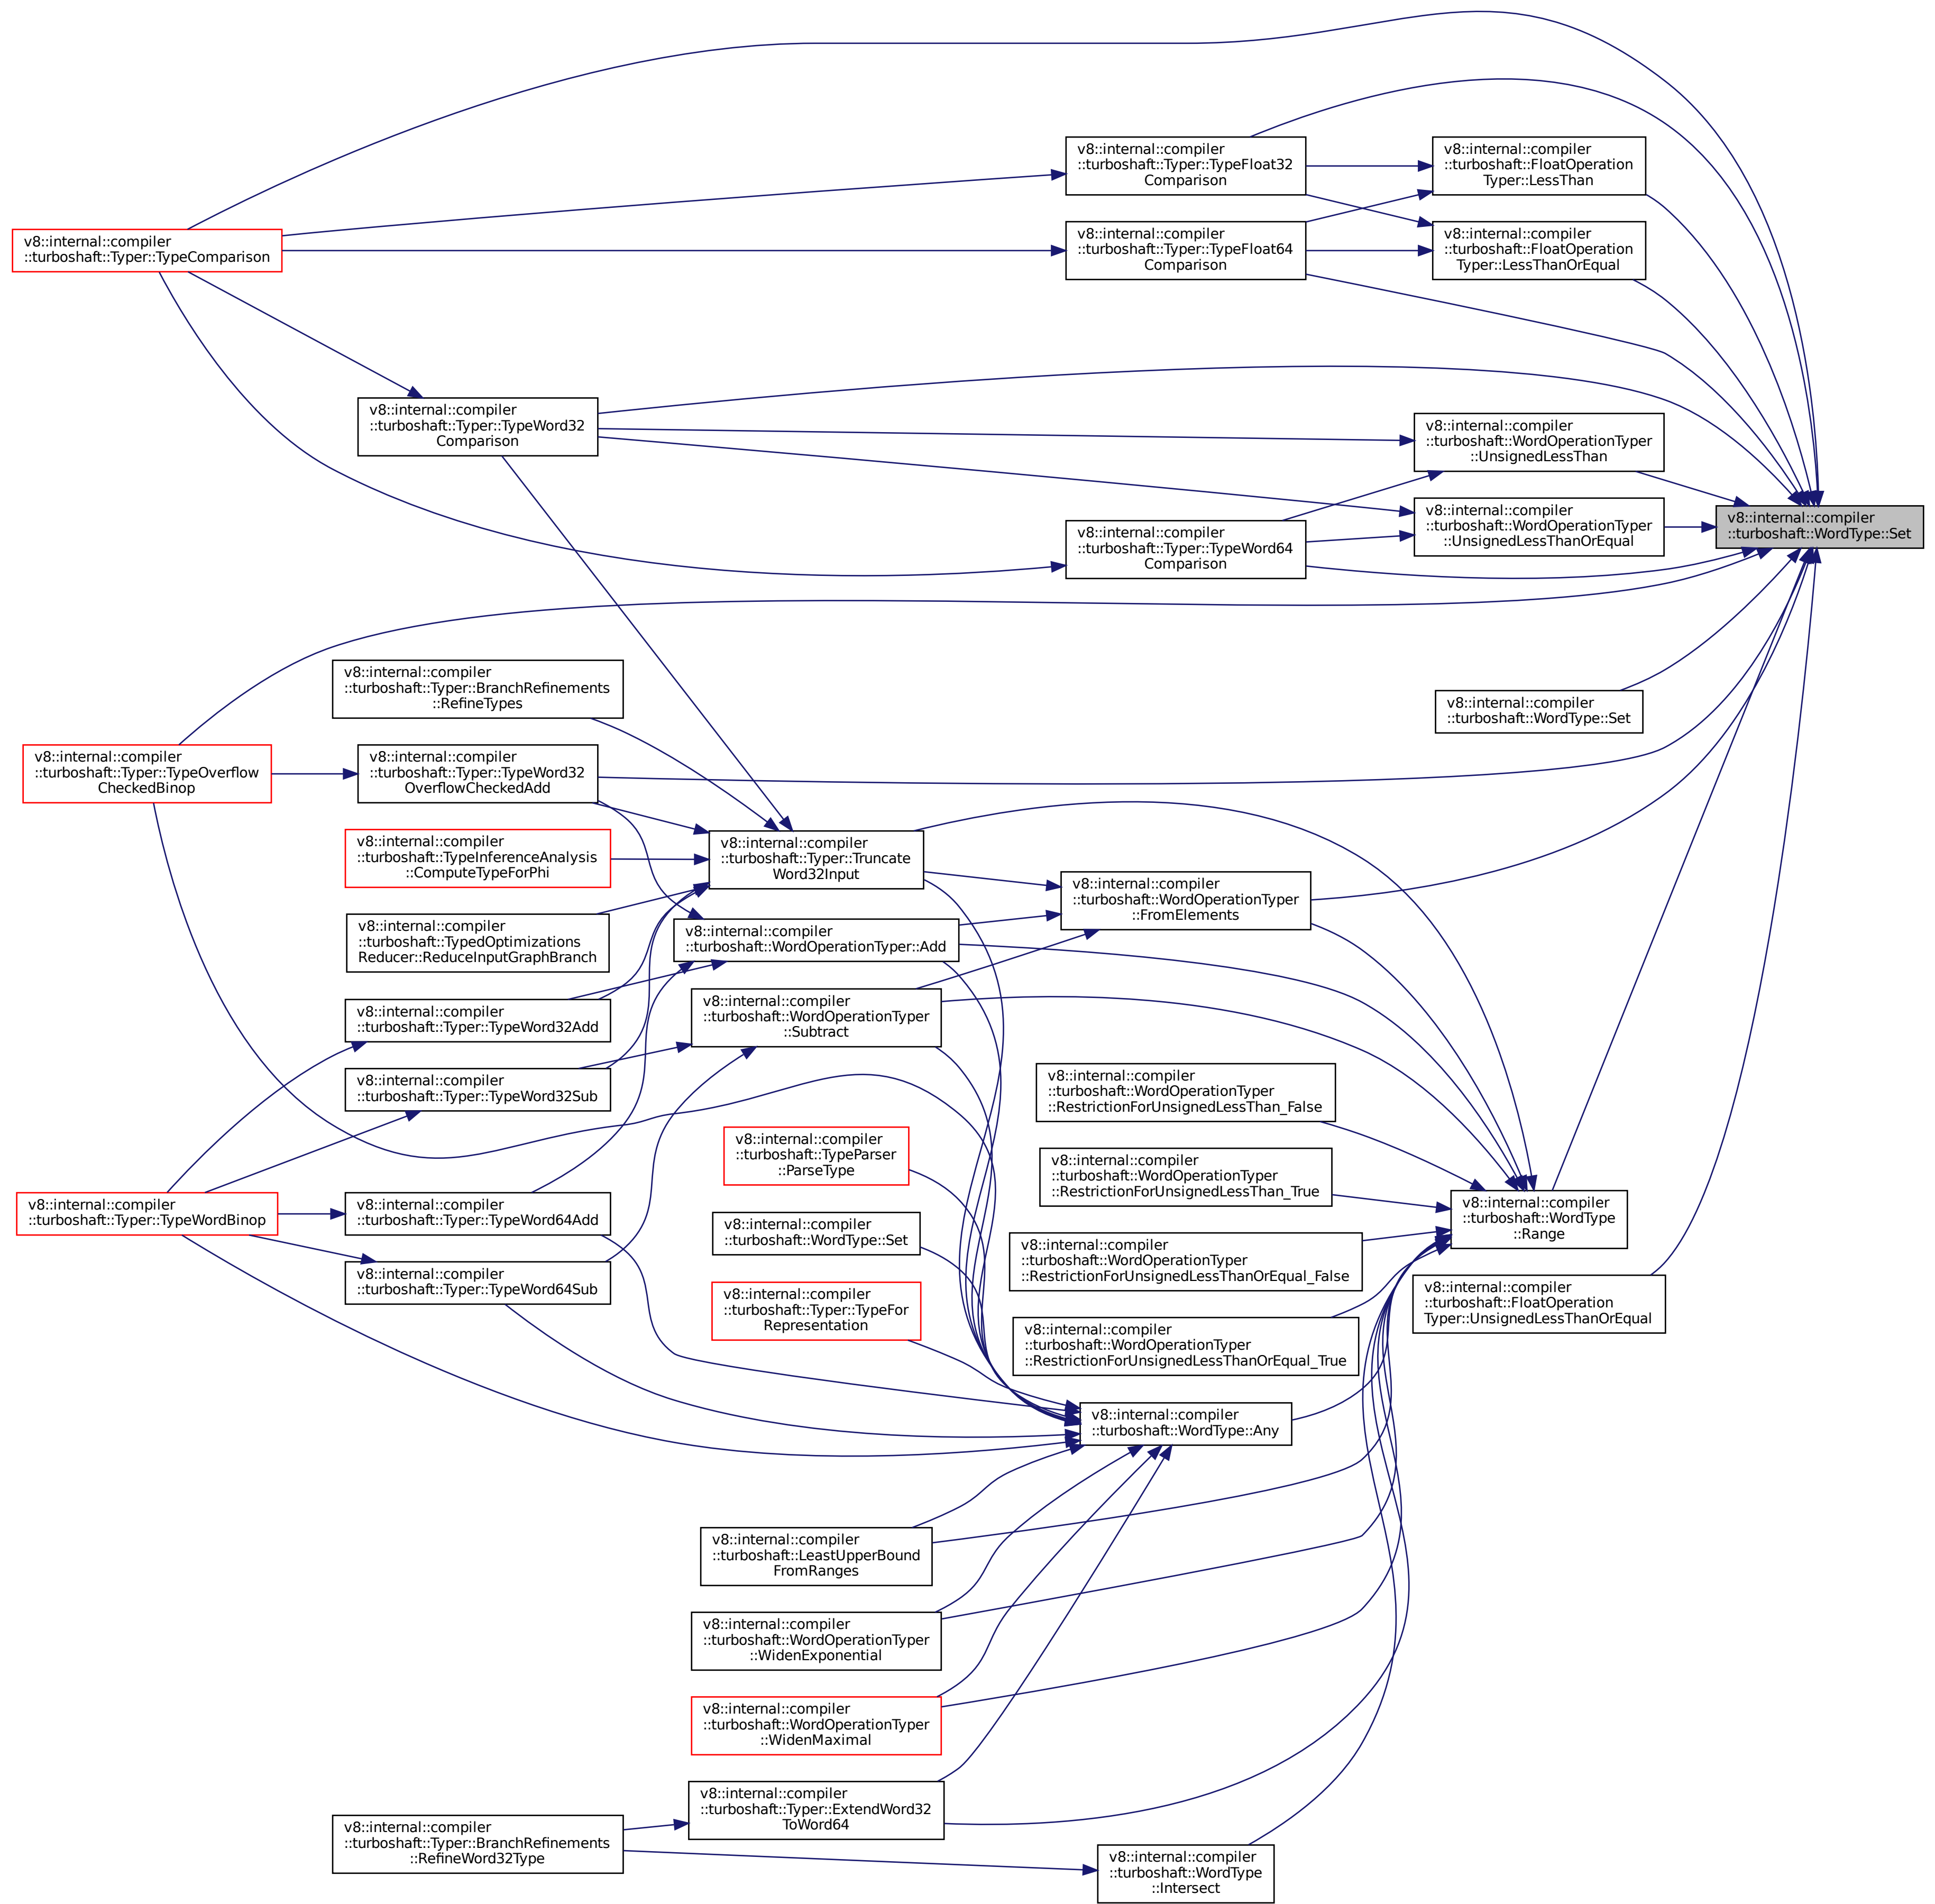 v8::internal::compiler
::turboshaft::Typer::TypeFloat32
Comparison
v8::internal::compiler
::turboshaft::FloatOperation
Typer::LessThan
v8::internal::compiler
::turboshaft::Typer::TypeComparison
v8::internal::compiler
::turboshaft::Typer::TypeFloat64
Comparison
v8::internal::compiler
::turboshaft::FloatOperation
Typer::LessThanOrEqual
v8::internal::compiler
::turboshaft::Typer::TypeWord32
Comparison
v8::internal::compiler
::turboshaft::WordOperationTyper
::UnsignedLessThan
v8::internal::compiler
::turboshaft::WordOperationTyper
::UnsignedLessThanOrEqual
v8::internal::compiler
::turboshaft::WordType::Set
v8::internal::compiler
::turboshaft::Typer::TypeWord64
Comparison
v8::internal::compiler
::turboshaft::Typer::BranchRefinements
::RefineTypes
v8::internal::compiler
::turboshaft::WordType::Set
v8::internal::compiler
::turboshaft::Typer::TypeOverflow
CheckedBinop
v8::internal::compiler
::turboshaft::Typer::TypeWord32
OverflowCheckedAdd
v8::internal::compiler
::turboshaft::TypeInferenceAnalysis
::ComputeTypeForPhi
v8::internal::compiler
::turboshaft::Typer::Truncate
Word32Input
v8::internal::compiler
::turboshaft::WordOperationTyper
::FromElements
v8::internal::compiler
::turboshaft::TypedOptimizations
Reducer::ReduceInputGraphBranch
v8::internal::compiler
::turboshaft::WordOperationTyper::Add
v8::internal::compiler
::turboshaft::Typer::TypeWord32Add
v8::internal::compiler
::turboshaft::WordOperationTyper
::Subtract
v8::internal::compiler
::turboshaft::Typer::TypeWord32Sub
v8::internal::compiler
::turboshaft::WordOperationTyper
::RestrictionForUnsignedLessThan_False
v8::internal::compiler
::turboshaft::TypeParser
::ParseType
v8::internal::compiler
::turboshaft::WordOperationTyper
::RestrictionForUnsignedLessThan_True
v8::internal::compiler
::turboshaft::Typer::TypeWordBinop
v8::internal::compiler
::turboshaft::Typer::TypeWord64Add
v8::internal::compiler
::turboshaft::WordType::Set
v8::internal::compiler
::turboshaft::WordType
::Range
v8::internal::compiler
::turboshaft::WordOperationTyper
::RestrictionForUnsignedLessThanOrEqual_False
v8::internal::compiler
::turboshaft::Typer::TypeWord64Sub
v8::internal::compiler
::turboshaft::Typer::TypeFor
Representation
v8::internal::compiler
::turboshaft::FloatOperation
Typer::UnsignedLessThanOrEqual
v8::internal::compiler
::turboshaft::WordOperationTyper
::RestrictionForUnsignedLessThanOrEqual_True
v8::internal::compiler
::turboshaft::WordType::Any
v8::internal::compiler
::turboshaft::LeastUpperBound
FromRanges
v8::internal::compiler
::turboshaft::WordOperationTyper
::WidenExponential
v8::internal::compiler
::turboshaft::WordOperationTyper
::WidenMaximal
v8::internal::compiler
::turboshaft::Typer::ExtendWord32
ToWord64
v8::internal::compiler
::turboshaft::Typer::BranchRefinements
::RefineWord32Type
v8::internal::compiler
::turboshaft::WordType
::Intersect